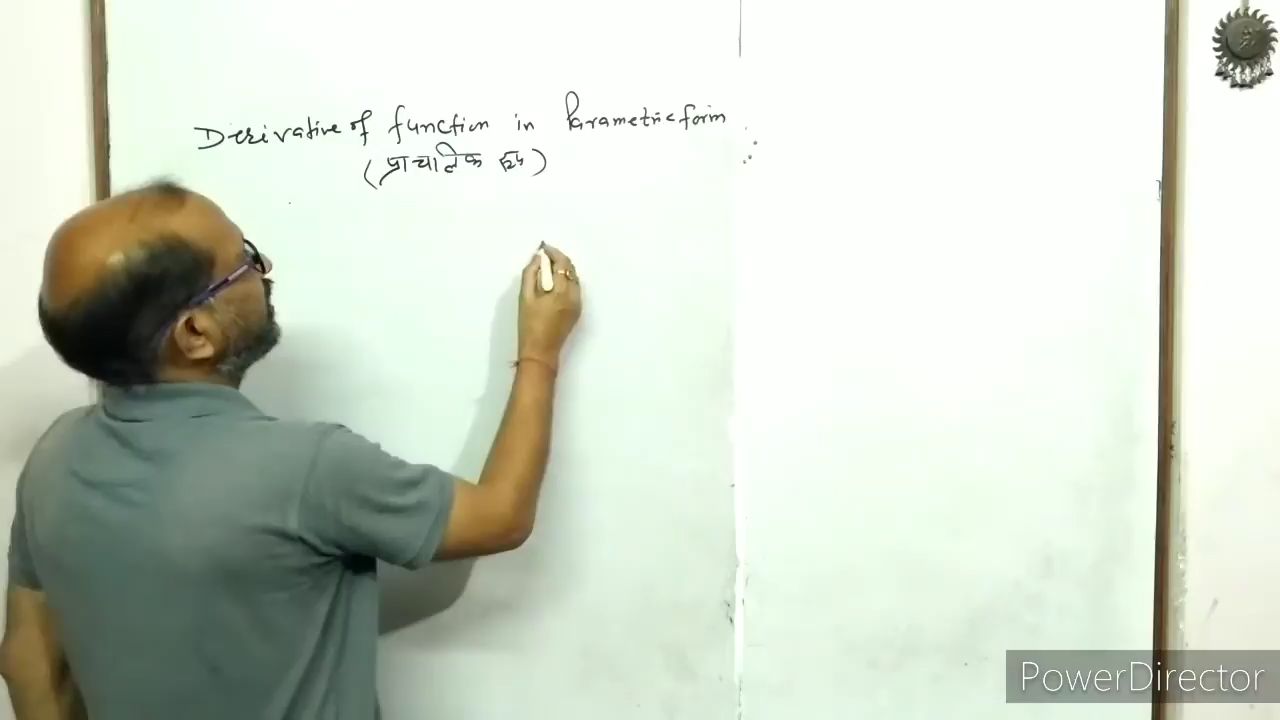 Derivative of function in Parametric form
(प्राचलिक रूप)
PowerDirector